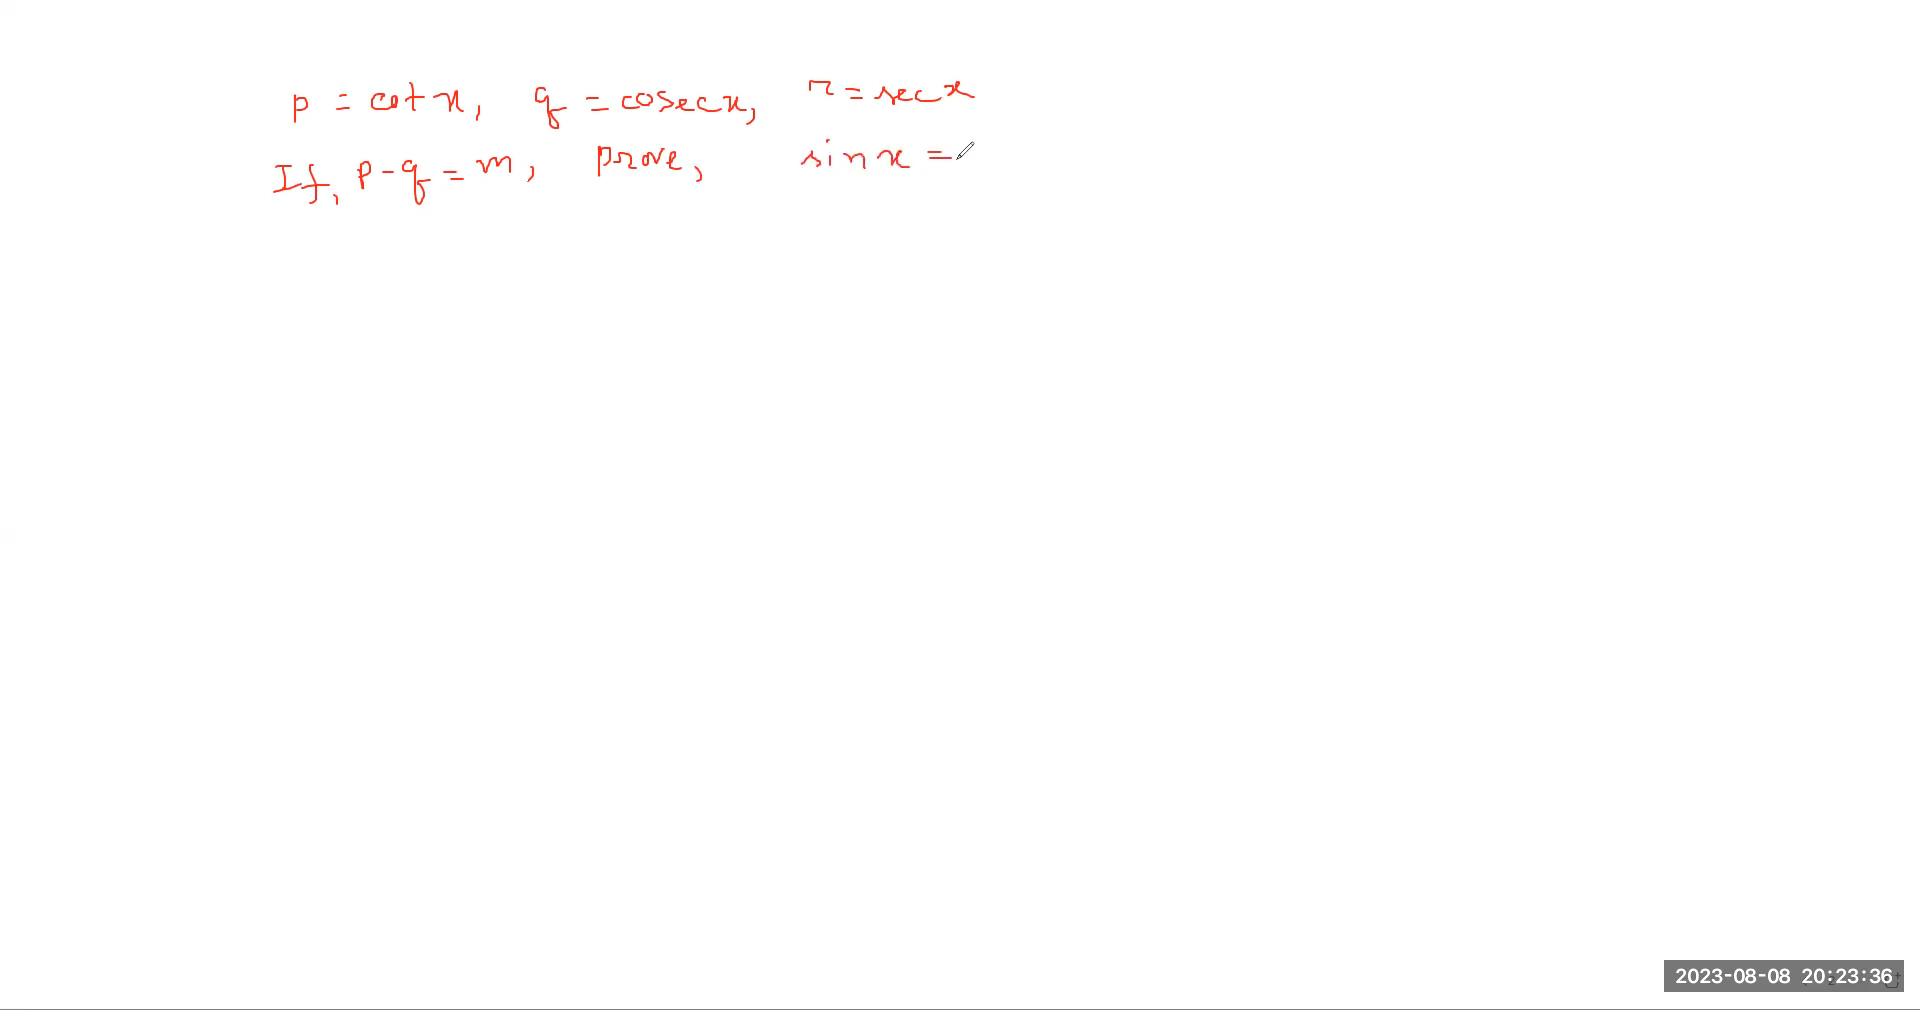 p = cot x, q = cosec x, r = sec x
If, p - q = m, prove, sin x =
2023-08-08 20:23:36